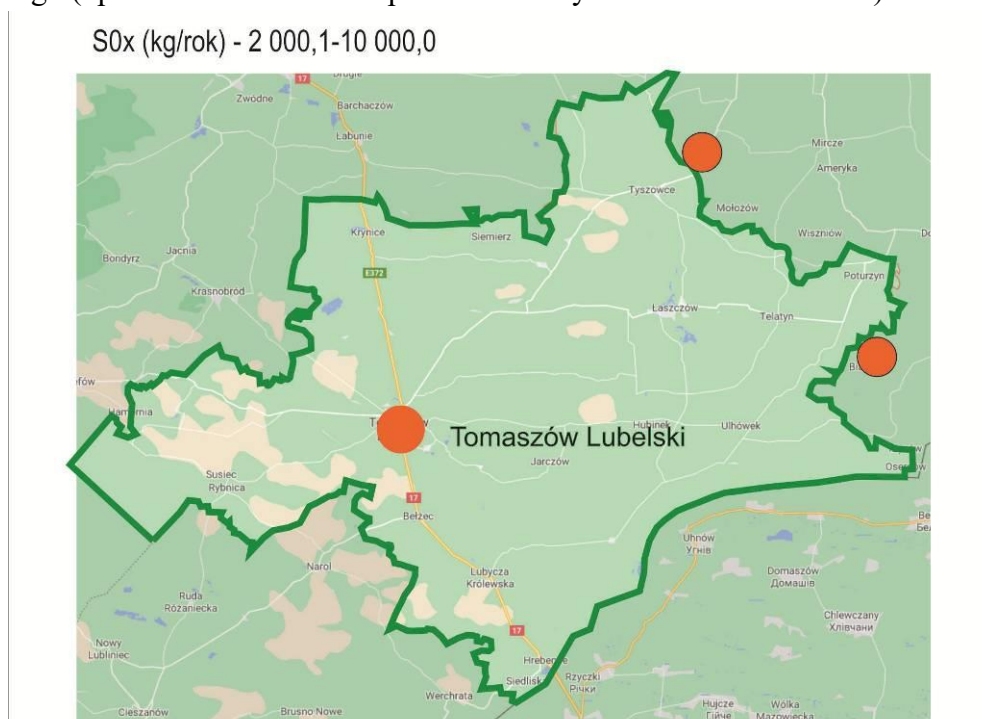 S0x (kg/rok) - 2 000,1-10 000,0
17
Zwódne
Barchaczów
Łabunie
Mircze
Ameryka
Tyszowce
Mołożów
Krynice
Siemierz
Wiszniów
Jacnia
Bondyrz
E372
Poturzyn
Krasnobród
Łaszczów
Telatyn
Hamernia
Tomaszów Lubelski
Hubinek
Ulhówek
Jarczów
Susiec
Rybnica
17
Bełżec
Uhnów
Угнів
Narol
Lubycza
Królewska
Domaszów
Домашів
Ruda
Różaniecka
Chlewczany
Хлівчани
17
Nowy
Lubliniec
Hrebenne
Siedliska
Rzyczki
Річки
Werchrata
Hujcze
Гійче
Wólka
Mazowiecka
Cieszanów
Brusno Nowe